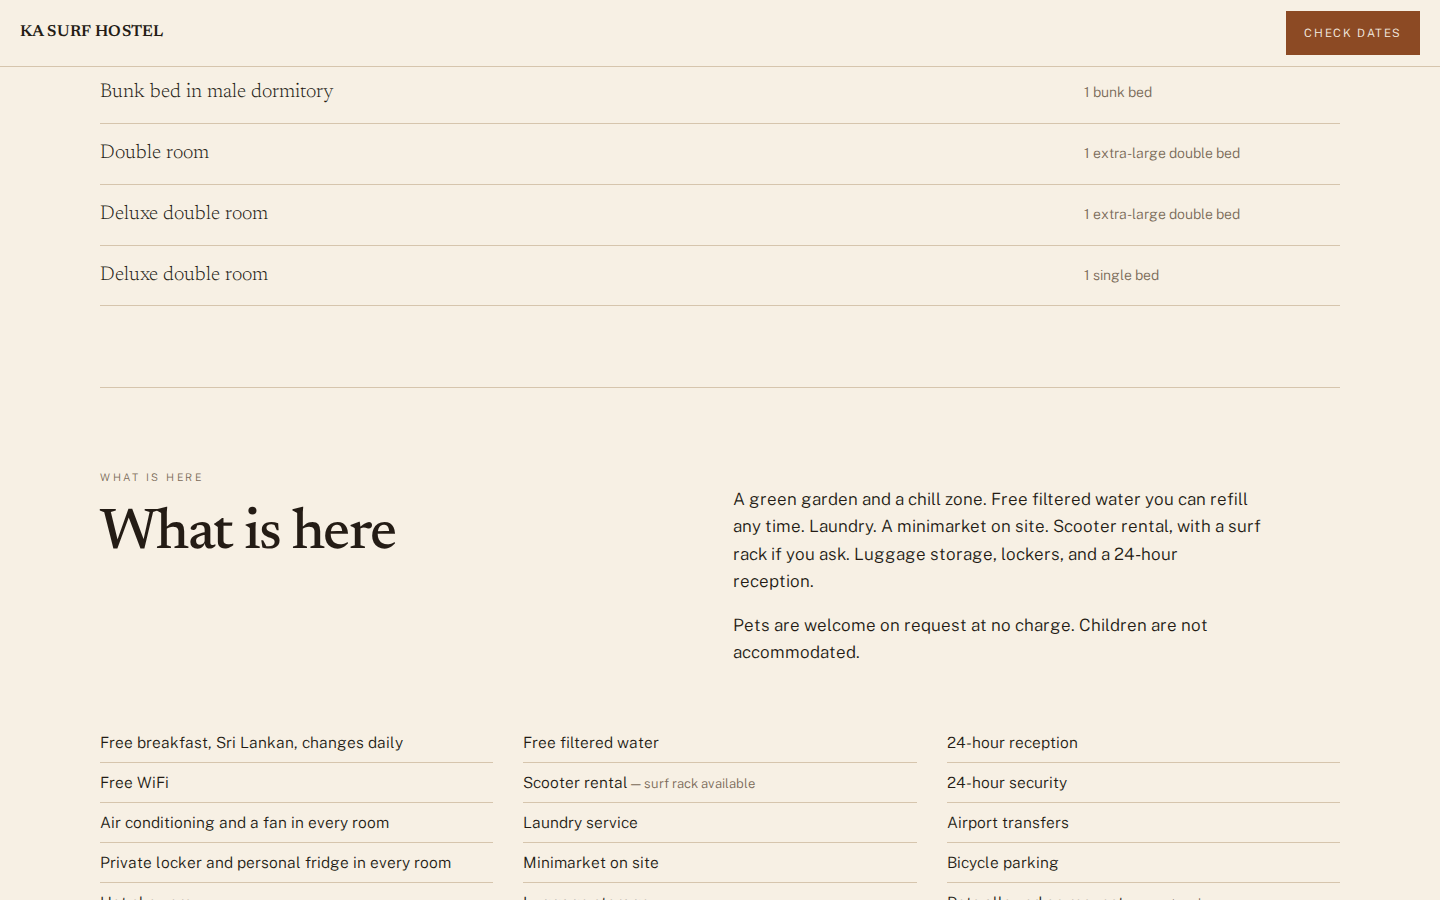 KA SURF HOSTEL
CHECK DATES
Bunk bed in male dormitory
1 bunk bed
Double room
1 extra-large double bed
Deluxe double room
1 extra-large double bed
Deluxe double room
1 single bed
WHAT IS HERE
What is here
A green garden and a chill zone. Free filtered water you can refill
any time. Laundry. A minimarket on site. Scooter rental, with a surf
rack if you ask. Luggage storage, lockers, and a 24-hour
reception.
Pets are welcome on request at no charge. Children are not
accommodated.
Free breakfast, Sri Lankan, changes daily
Free filtered water
24-hour reception
Free WiFi
Scooter rental — surf rack available
24-hour security
Air conditioning and a fan in every room
Laundry service
Airport transfers
Private locker and personal fridge in every room
Minimarket on site
Bicycle parking